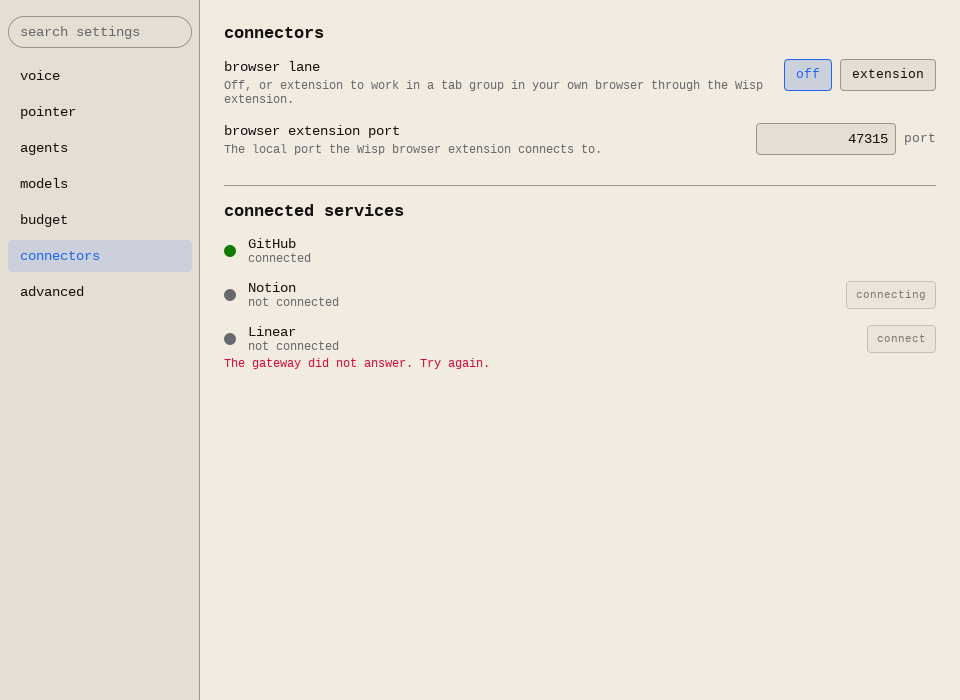 search settings
voice
pointer
agents
models
budget
connectors
advanced
connectors
browser lane
Off, or extension to work in a tab group in your own browser through the Wisp
extension.
off
extension
browser extension port
The local port the Wisp browser extension connects to.
47315
port
connected services
GitHub
connected
Notion
not connected
connecting
Linear
not connected
connect
The gateway did not answer. Try again.